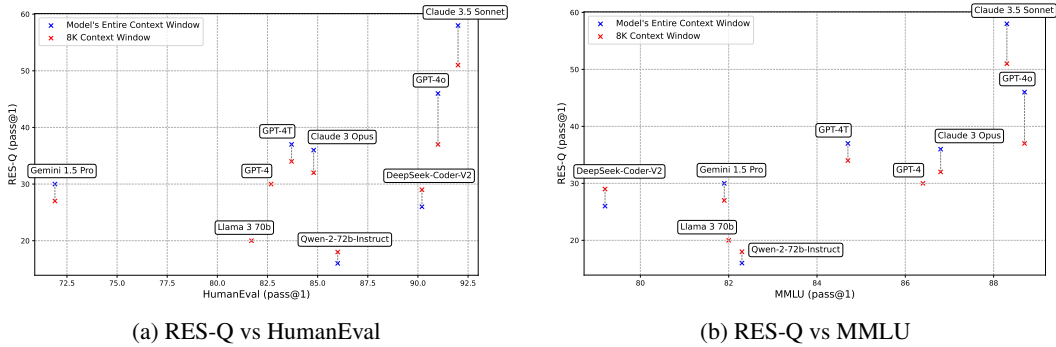 Claude 3.5 Sonnet
60
Model's Entire Context Window
8K Context Window
50
GPT-4o
40
GPT-4T
Claude 3 Opus
RES-Q (pass@1)
Gemini 1.5 Pro
GPT-4
DeepSeek-Coder-V2
30
Llama 3 70b
Qwen-2-72b-Instruct
20
72.5 75.0 77.5 80.0 82.5 85.0 87.5 90.0 92.5
HumanEval (pass@1)
(a) RES-Q vs HumanEval
Claude 3.5 Sonnet
60
Model's Entire Context Window
8K Context Window
50
GPT-4o
40
GPT-4T
Claude 3 Opus
RES-Q (pass@1)
DeepSeek-Coder-V2
Gemini 1.5 Pro
GPT-4
30
Llama 3 70b
Qwen-2-72b-Instruct
20
80 82 84 86 88
MMLU (pass@1)
(b) RES-Q vs MMLU